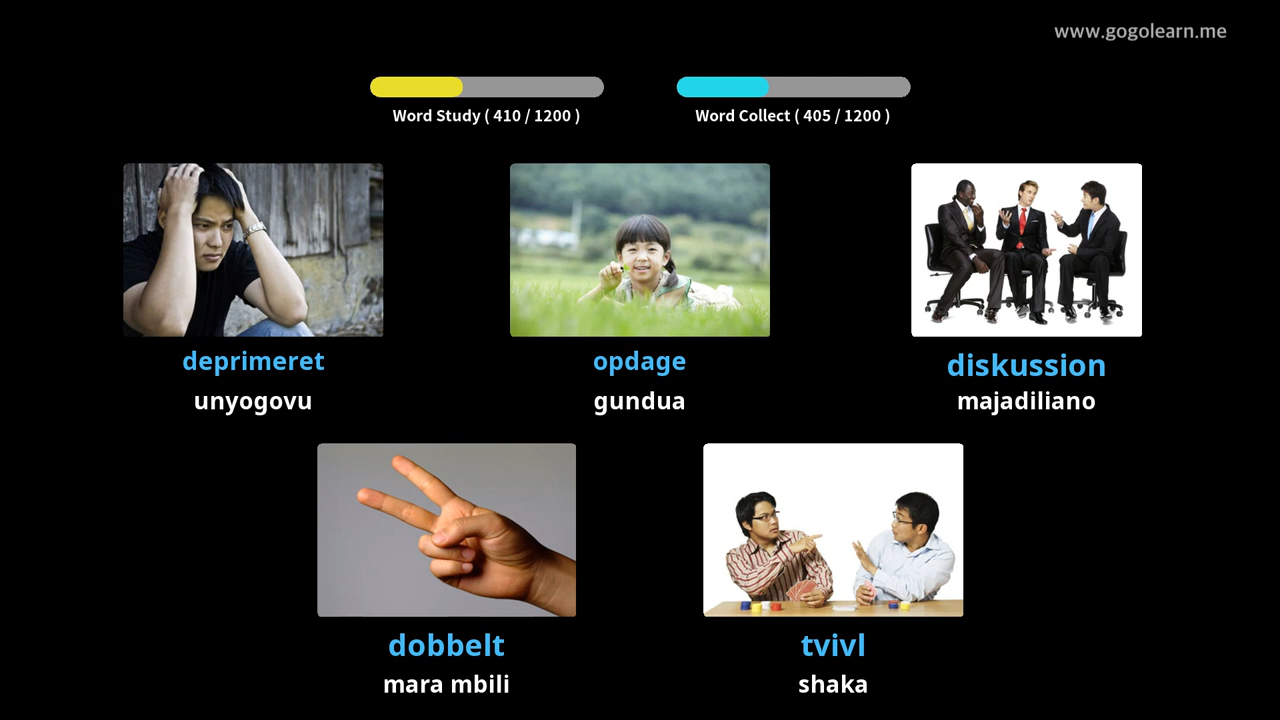 www.gogolearn.me
Word Study ( 410 / 1200 )
Word Collect ( 405 / 1200 )
deprimeret
unyogovu
opdage
gundua
diskussion
majadiliano
dobbelt
mara mbili
tvivl
shaka